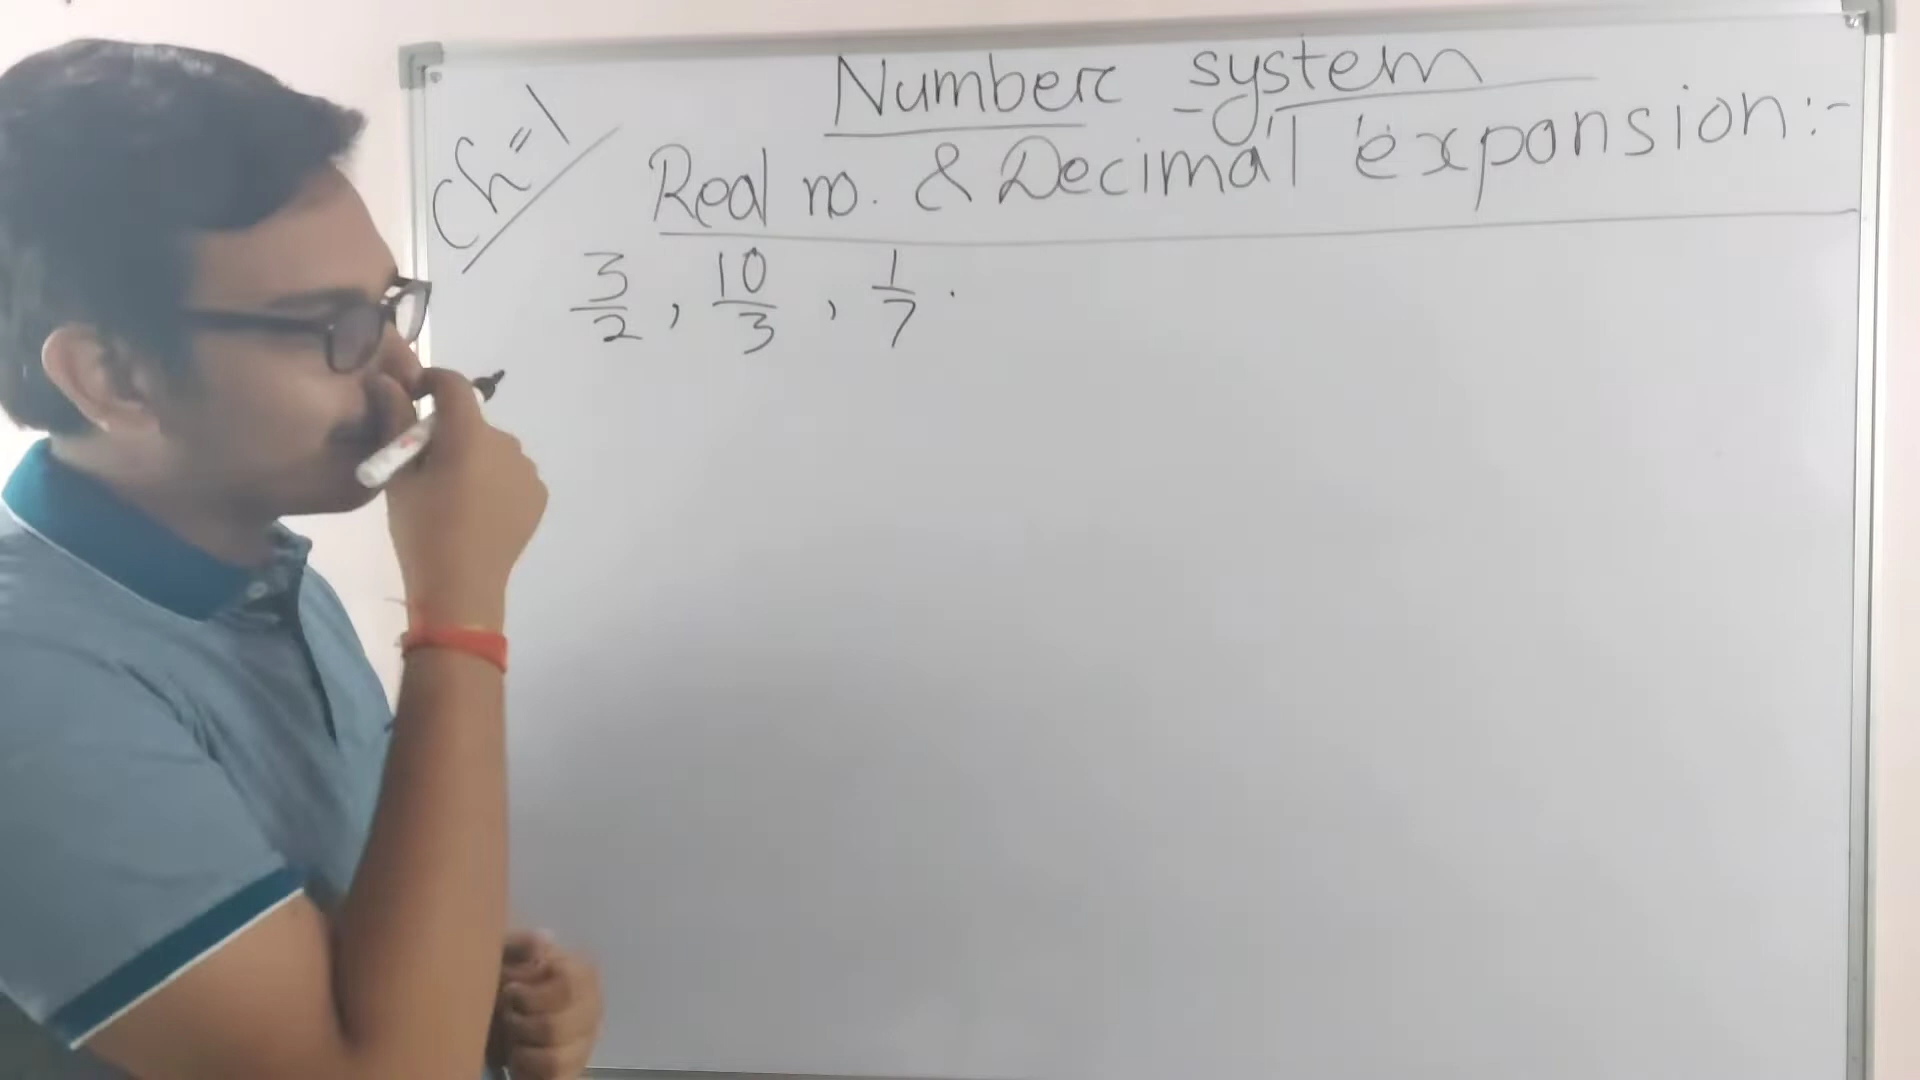 Ch=1
Number system
Real no. & Decimal expansion:-
3/2, 10/3, 1/7.